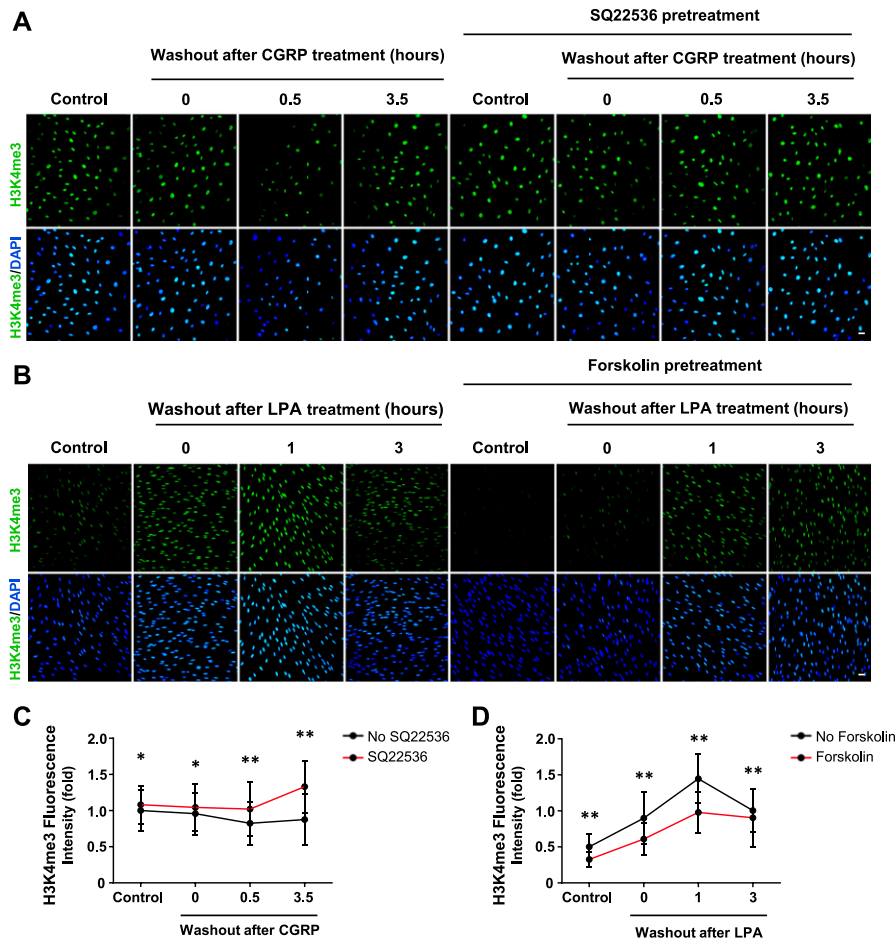 A
SQ22536 pretreatment
Washout after CGRP treatment (hours)
Washout after CGRP treatment (hours)
Control 0 0.5 3.5 Control 0 0.5 3.5
H3K4me3
H3K4me3/DAPI
B
Forskolin pretreatment
Washout after LPA treatment (hours)
Washout after LPA treatment (hours)
Control 0 1 3 Control 0 1 3
H3K4me3
H3K4me3/DAPI
C
H3K4me3 Fluorescence
Intensity (fold)
2.0
1.5
1.0
0.5
0
* * ** **
No SQ22536
SQ22536
Control 0 0.5 3.5
Washout after CGRP
D
H3K4me3 Fluorescence
Intensity (fold)
2.0
1.5
1.0
0.5
0
** ** ** **
No Forskolin
Forskolin
Control 0 1 3
Washout after LPA